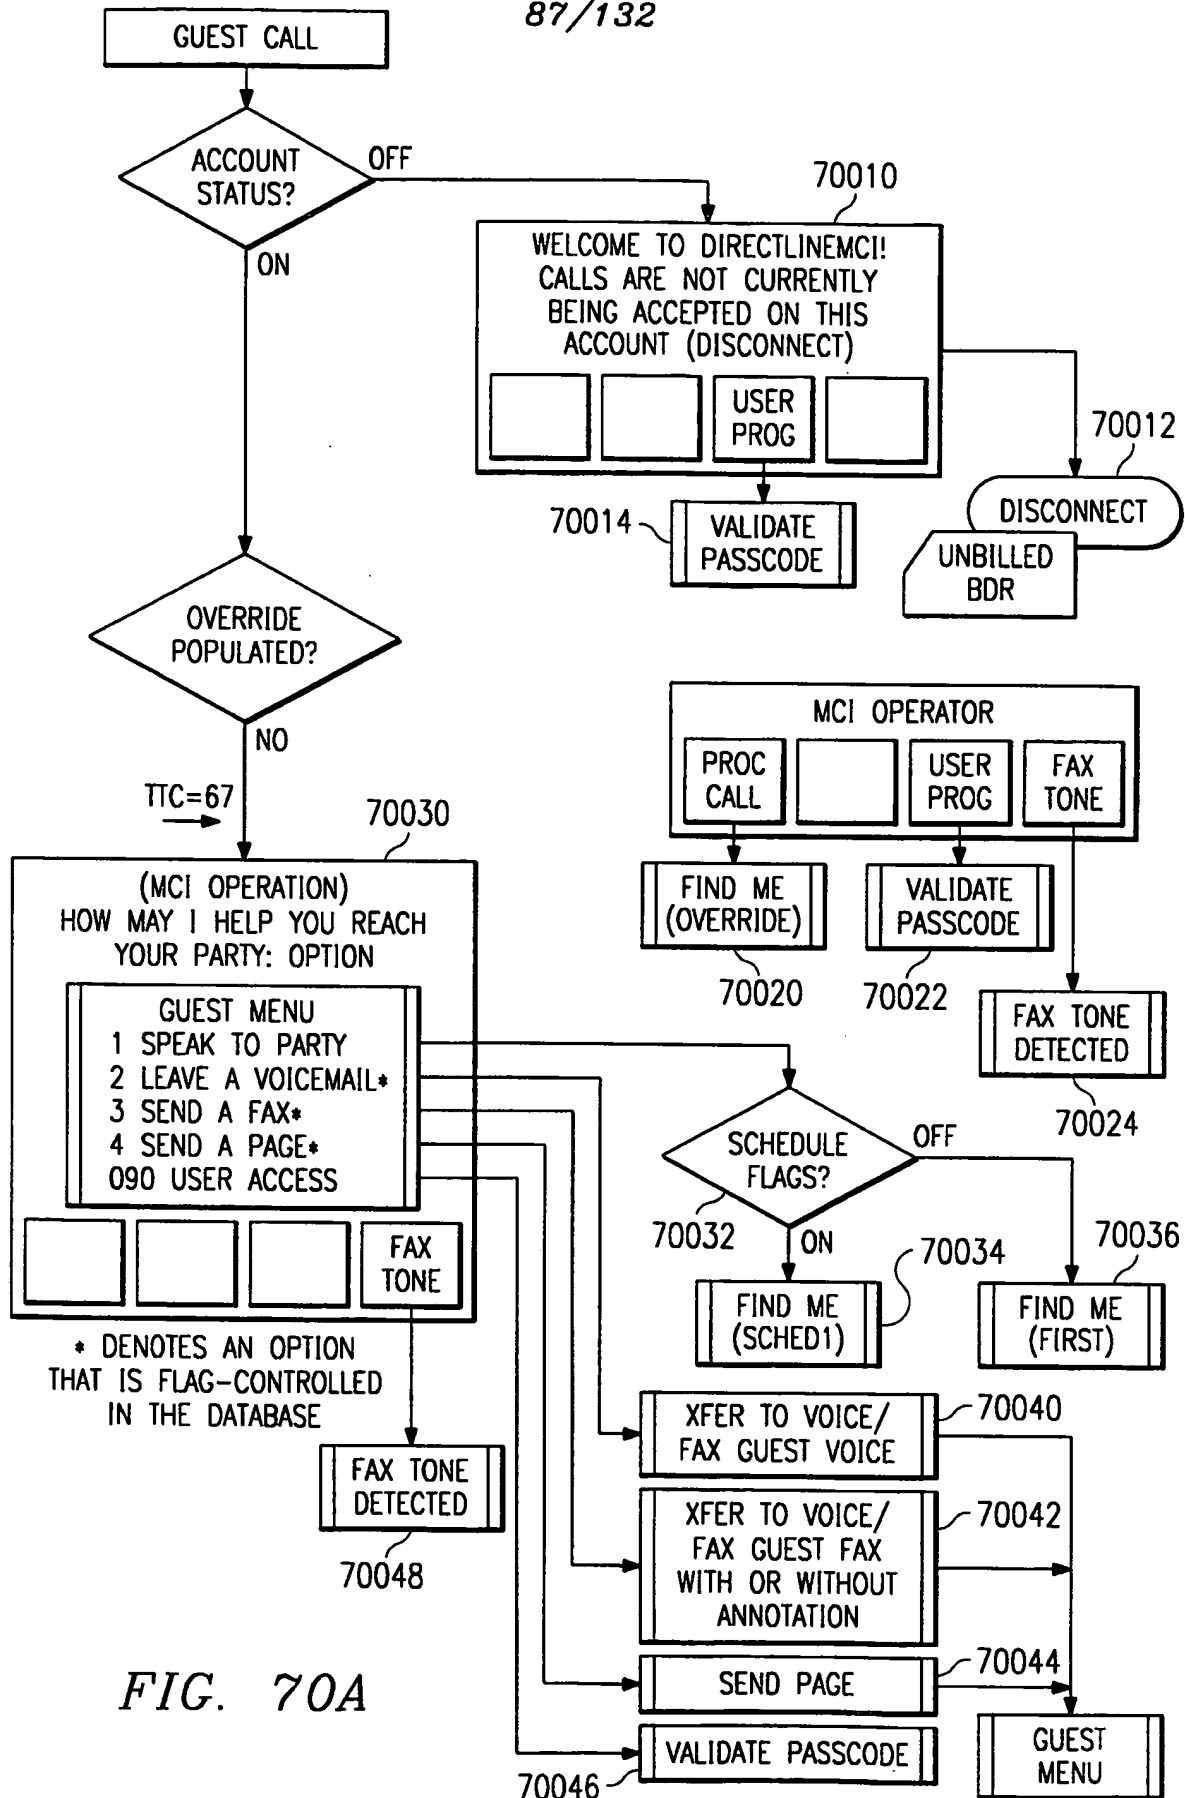 87/132
GUEST CALL
ACCOUNT
STATUS?
OFF
ON
70010
WELCOME TO DIRECTLINEMCI!
CALLS ARE NOT CURRENTLY
BEING ACCEPTED ON THIS
ACCOUNT (DISCONNECT)
USER
PROG
70012
DISCONNECT
UNBILLED
BDR
70014
VALIDATE
PASSCODE
OVERRIDE
POPULATED?
NO
TTC=67
MCI OPERATOR
PROC
CALL
USER
PROG
FAX
TONE
FIND ME
(OVERRIDE)
70020
VALIDATE
PASSCODE
70022
FAX TONE
DETECTED
70024
70030
(MCI OPERATION)
HOW MAY I HELP YOU REACH
YOUR PARTY: OPTION
GUEST MENU
1 SPEAK TO PARTY
2 LEAVE A VOICEMAIL*
3 SEND A FAX*
4 SEND A PAGE*
090 USER ACCESS
FAX
TONE
* DENOTES AN OPTION
THAT IS FLAG-CONTROLLED
IN THE DATABASE
FAX TONE
DETECTED
70048
SCHEDULE
FLAGS?
OFF
70032
ON
70034
FIND ME
(SCHED1)
70036
FIND ME
(FIRST)
XFER TO VOICE/
FAX GUEST VOICE
70040
XFER TO VOICE/
FAX GUEST FAX
WITH OR WITHOUT
ANNOTATION
70042
SEND PAGE
70044
VALIDATE PASSCODE
70046
GUEST
MENU
FIG. 70A